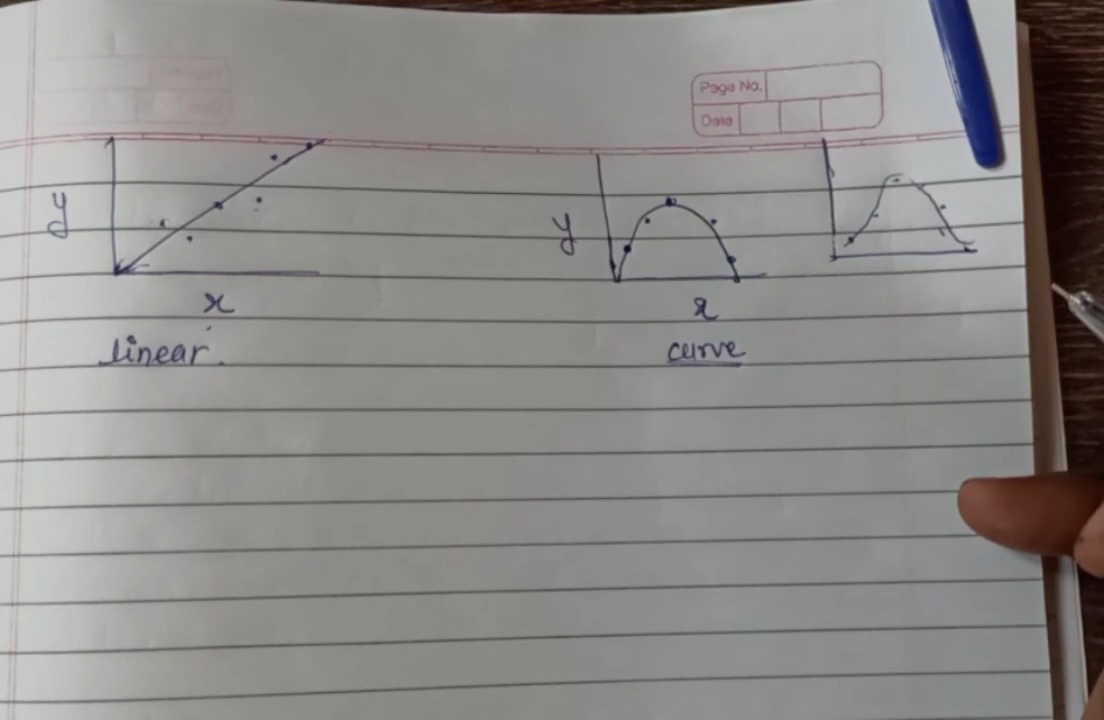 Page No.
Date
y
y
x
x
linear.
curve